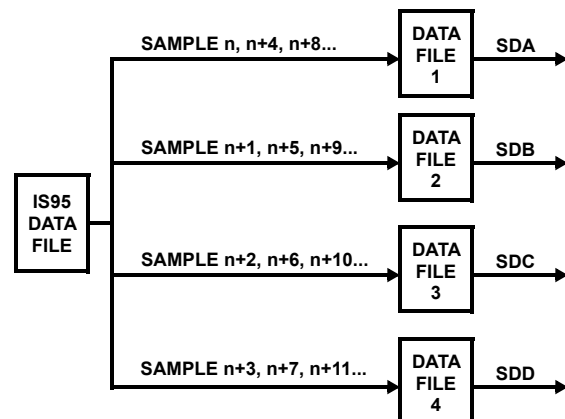 SAMPLE n, n+4, n+8...
DATA
FILE
1
SDA
SAMPLE n+1, n+5, n+9...
DATA
FILE
2
SDB
IS95
DATA
FILE
SAMPLE n+2, n+6, n+10...
DATA
FILE
3
SDC
SAMPLE n+3, n+7, n+11...
DATA
FILE
4
SDD